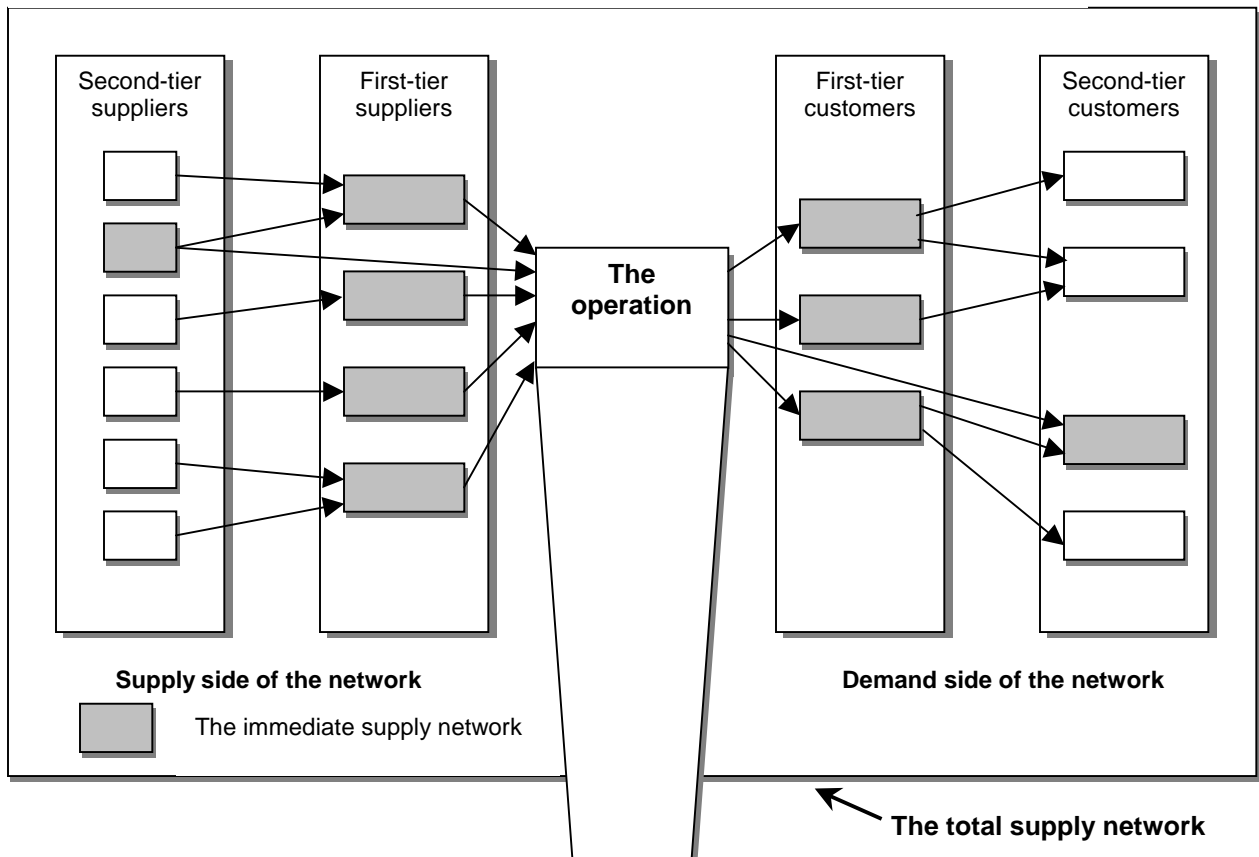 Second-tier
suppliers
First-tier
suppliers
First-tier
customers
Second-tier
customers
The
operation
Supply side of the network
Demand side of the network
The immediate supply network
The total supply network